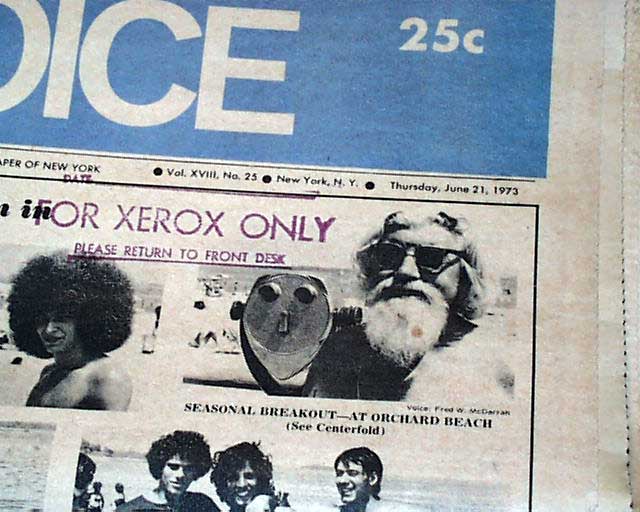 OICE
25c
APER OF NEW YORK
● Vol. XVIII, No. 25 ● New York, N. Y. ● Thursday, June 21, 1973
DATE
in
FOR XEROX ONLY
PLEASE RETURN TO FRONT DESK
Voice: Fred W. McDarrah
SEASONAL BREAKOUT—AT ORCHARD BEACH
(See Centerfold)